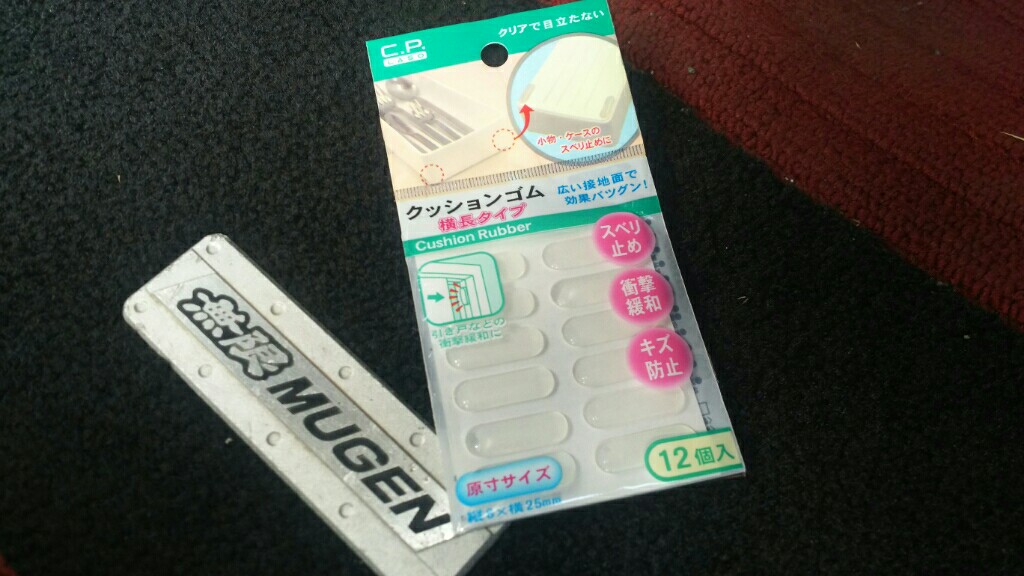 C.P.
クリアで目立たない
小物・ケースの
スベリ止めに
クッションゴム
横長タイプ
広い接地面で
効果バツグン!
Cushion Rubber
スベリ
止め
衝撃
緩和
引き戸などの
衝撃緩和に
キズ
防止
12個入
原寸サイズ
横25mm
無限 MUGEN